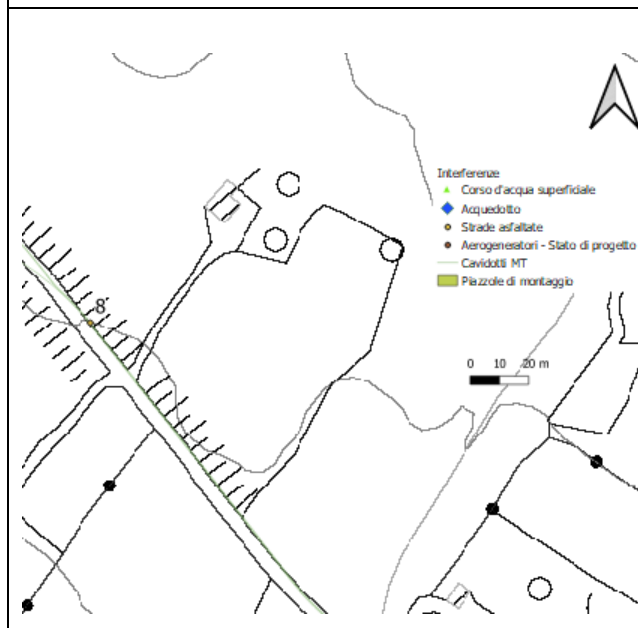 Interferenze
Corso d'acqua superficiale
Acquedotto
Strade asfaltate
Aerogeneratori - Stato di progetto
Cavidotti MT
Piazzole di montaggio
8
0 10 20 m